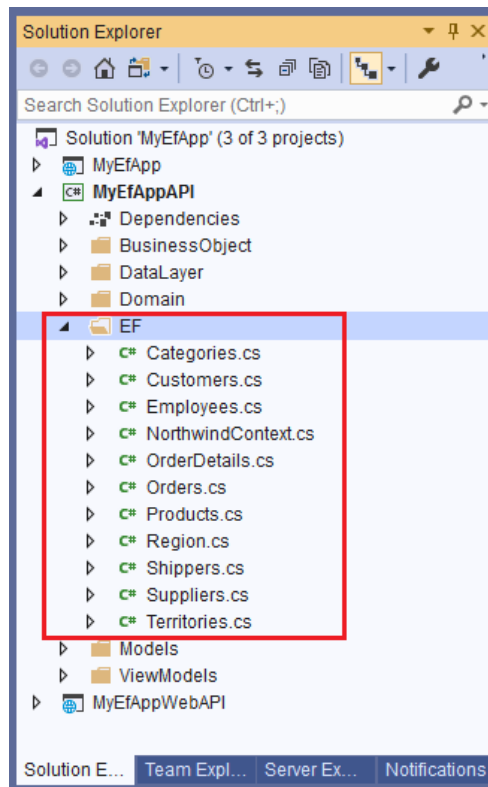 Solution Explorer
Search Solution Explorer (Ctrl+;)
Solution 'MyEfApp' (3 of 3 projects)
MyEfApp
C# MyEfAppAPI
Dependencies
BusinessObject
DataLayer
Domain
EF
C# Categories.cs
C# Customers.cs
C# Employees.cs
C# NorthwindContext.cs
C# OrderDetails.cs
C# Orders.cs
C# Products.cs
C# Region.cs
C# Shippers.cs
C# Suppliers.cs
C# Territories.cs
Models
ViewModels
MyEfAppWebAPI
Solution E... Team Expl... Server Ex... Notifications